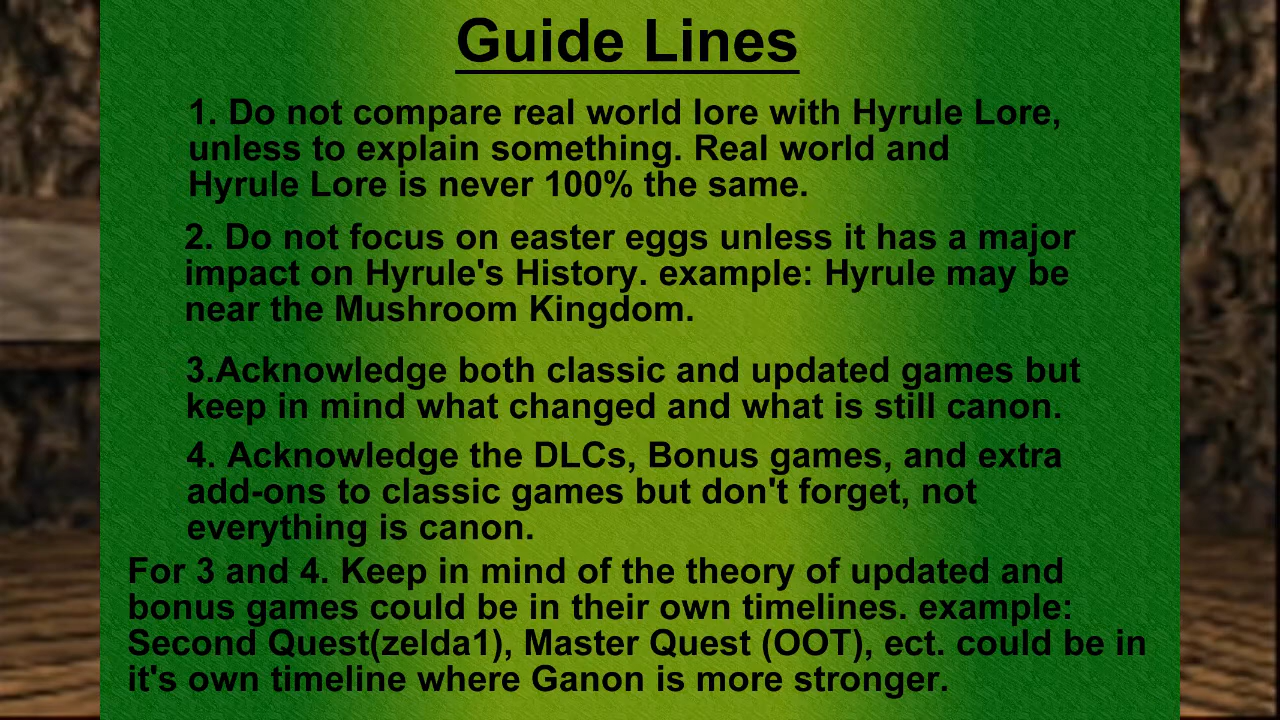 Guide Lines
1. Do not compare real world lore with Hyrule Lore,
unless to explain something. Real world and
Hyrule Lore is never 100% the same.
2. Do not focus on easter eggs unless it has a major
impact on Hyrule's History. example: Hyrule may be
near the Mushroom Kingdom.
3.Acknowledge both classic and updated games but
keep in mind what changed and what is still canon.
4. Acknowledge the DLCs, Bonus games, and extra
add-ons to classic games but don't forget, not
everything is canon.
For 3 and 4. Keep in mind of the theory of updated and
bonus games could be in their own timelines. example:
Second Quest(zelda1), Master Quest (OOT), ect. could be in
it's own timeline where Ganon is more stronger.